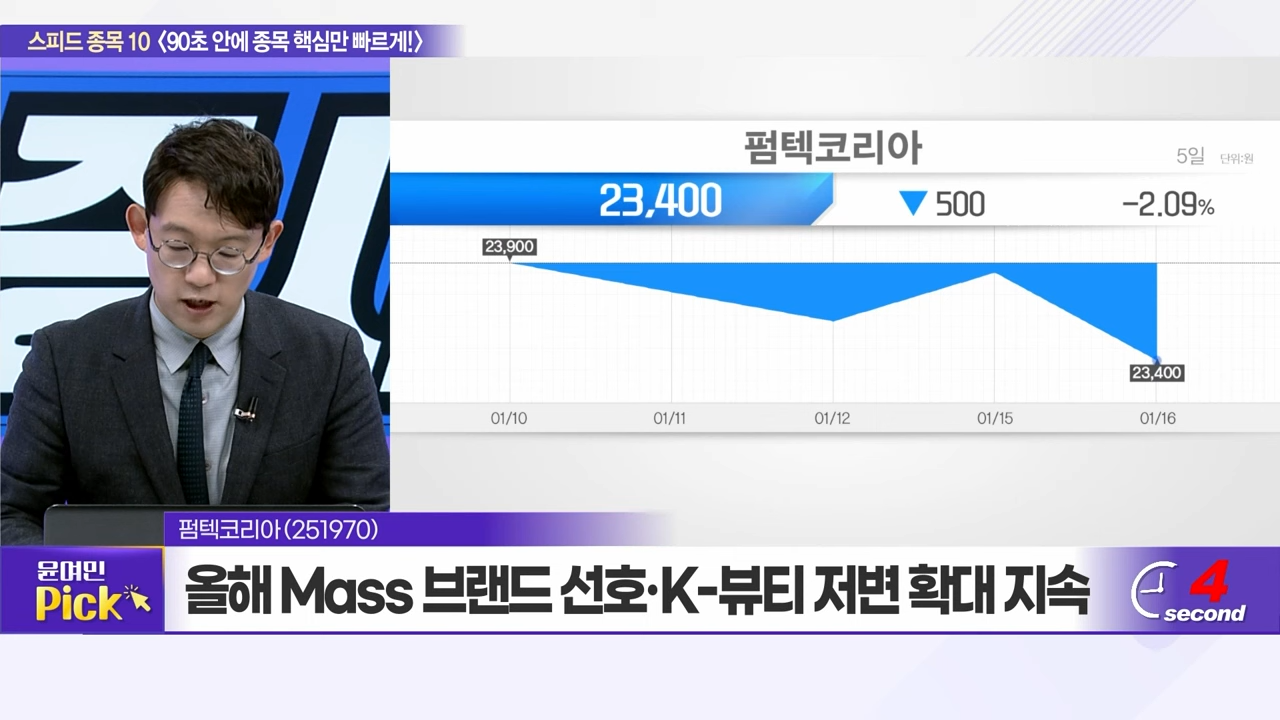 스피드 종목 10 〈90초 안에 종목 핵심만 빠르게!〉
펌텍코리아
5일 단위:원
23,400 ▼ 500 -2.09%
23,900
23,400
01/10 01/11 01/12 01/15 01/16
펌텍코리아(251970)
윤여민
Pick
올해 Mass 브랜드 선호·K-뷰티 저변 확대 지속
4
second